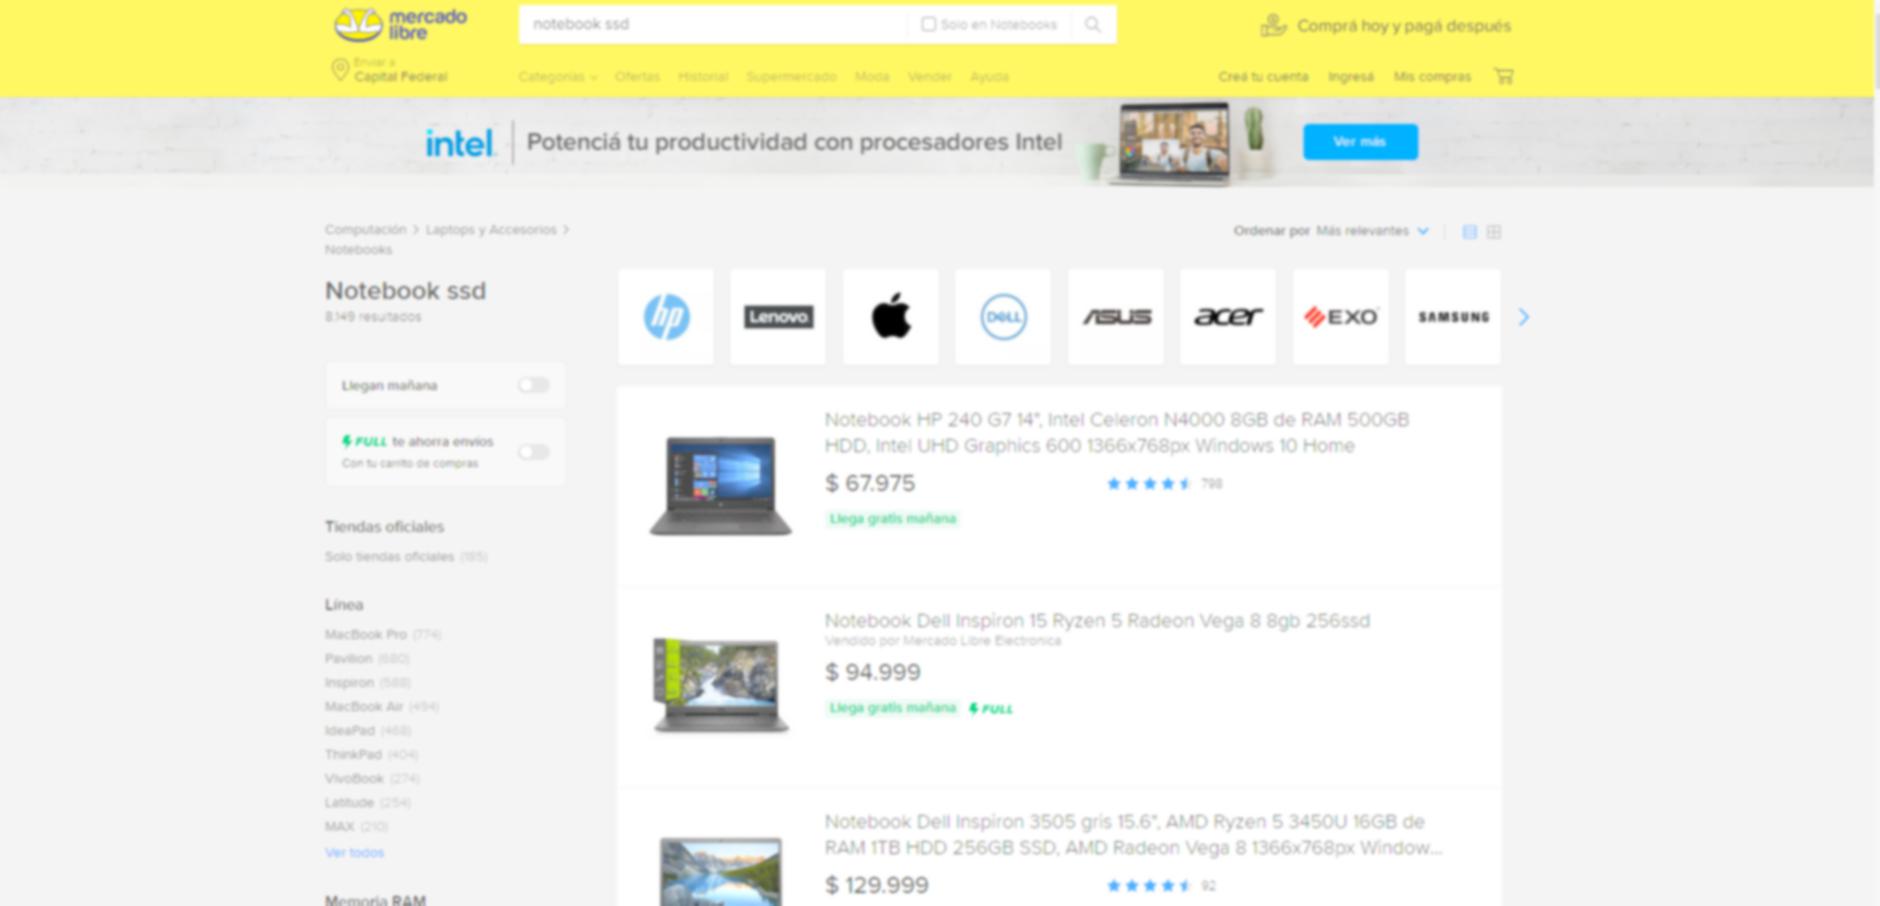 mercado
libre
notebook ssd
Solo en Notebooks
Comprá hoy y pagá después
Enviar a
Capital Federal
Categorías
Ofertas
Historial
Supermercado
Moda
Vender
Ayuda
Creá tu cuenta
Ingresá
Mis compras
intel
Potenciá tu productividad con procesadores Intel
Ver más
Computación > Laptops y Accesorios >
Notebooks
Ordenar por Más relevantes
Notebook ssd
8.149 resultados
hp
Lenovo
DELL
ASUS
acer
EXO
SAMSUNG
Llegan mañana
FULL te ahorra envíos
Con tu carrito de compras
Tiendas oficiales
Solo tiendas oficiales (185)
Línea
MacBook Pro (774)
Pavilion (680)
Inspiron (588)
MacBook Air (494)
IdeaPad (468)
ThinkPad (404)
VivoBook (274)
Latitude (254)
MAX (210)
Ver todos
Memoria RAM
Notebook HP 240 G7 14", Intel Celeron N4000 8GB de RAM 500GB
HDD, Intel UHD Graphics 600 1366x768px Windows 10 Home
$ 67.975
798
Llega gratis mañana
Notebook Dell Inspiron 15 Ryzen 5 Radeon Vega 8 8gb 256ssd
Vendido por Mercado Libre Electronica
$ 94.999
Llega gratis mañana FULL
Notebook Dell Inspiron 3505 gris 15.6", AMD Ryzen 5 3450U 16GB de
RAM 1TB HDD 256GB SSD, AMD Radeon Vega 8 1366x768px Window...
$ 129.999
92